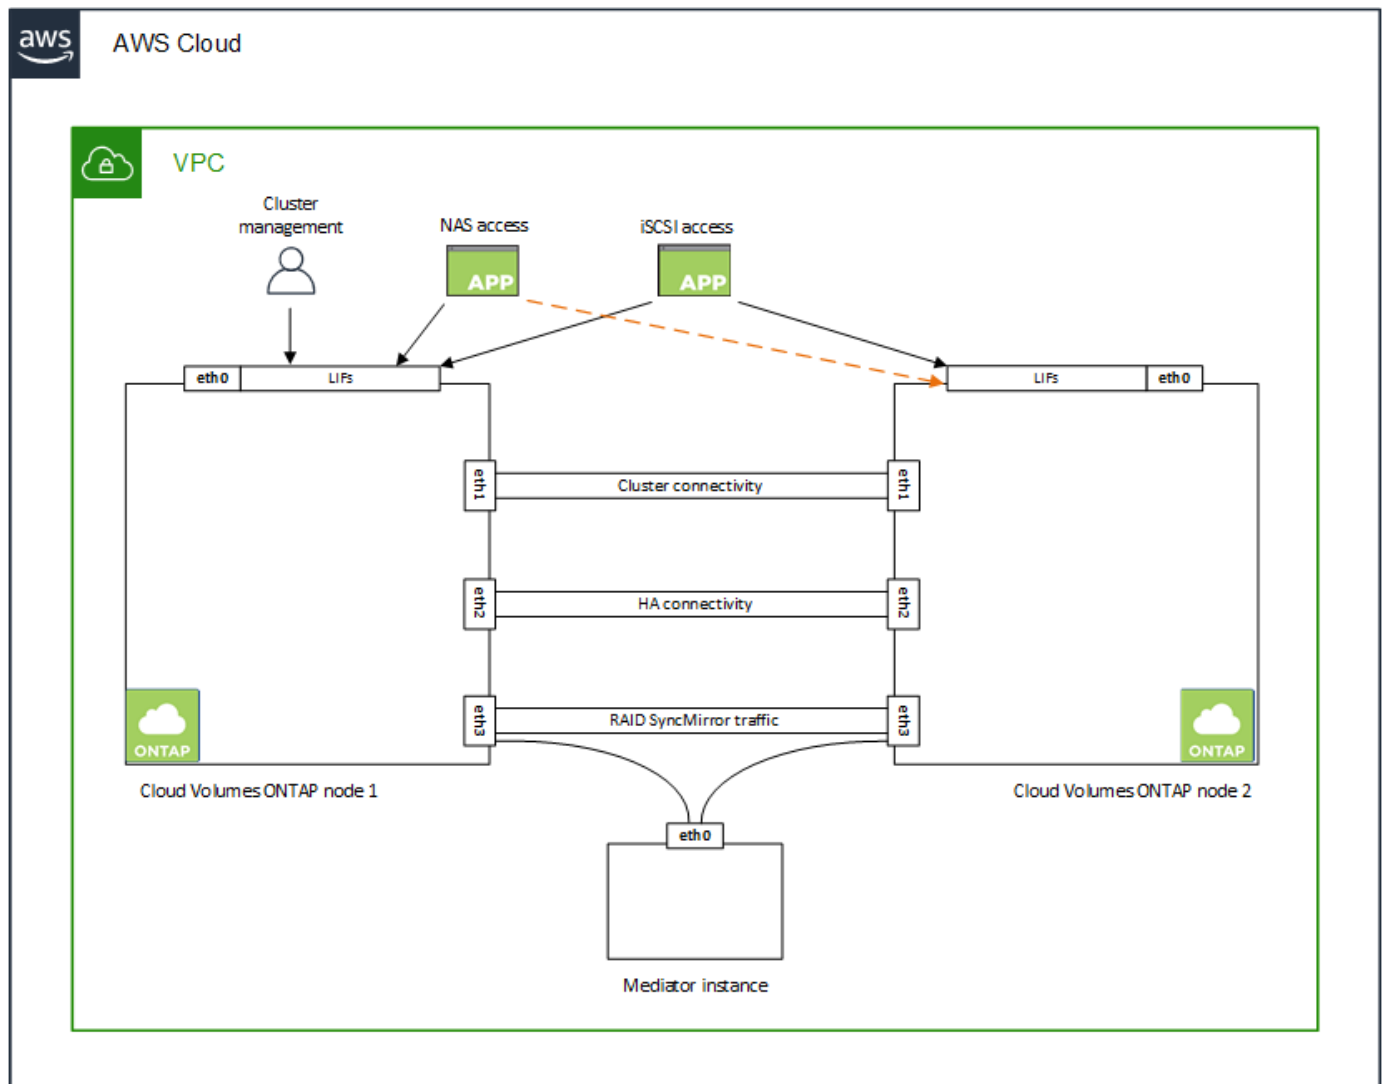 aws
AWS Cloud
VPC
Cluster
management
NAS access
iSCSI access
APP
APP
eth0
LIFs
LIFs
eth0
eth1
Cluster connectivity
eth1
eth2
HA connectivity
eth2
eth3
RAID SyncMirror traffic
eth3
ONTAP
ONTAP
Cloud Volumes ONTAP node 1
Cloud Volumes ONTAP node 2
eth0
Mediator instance